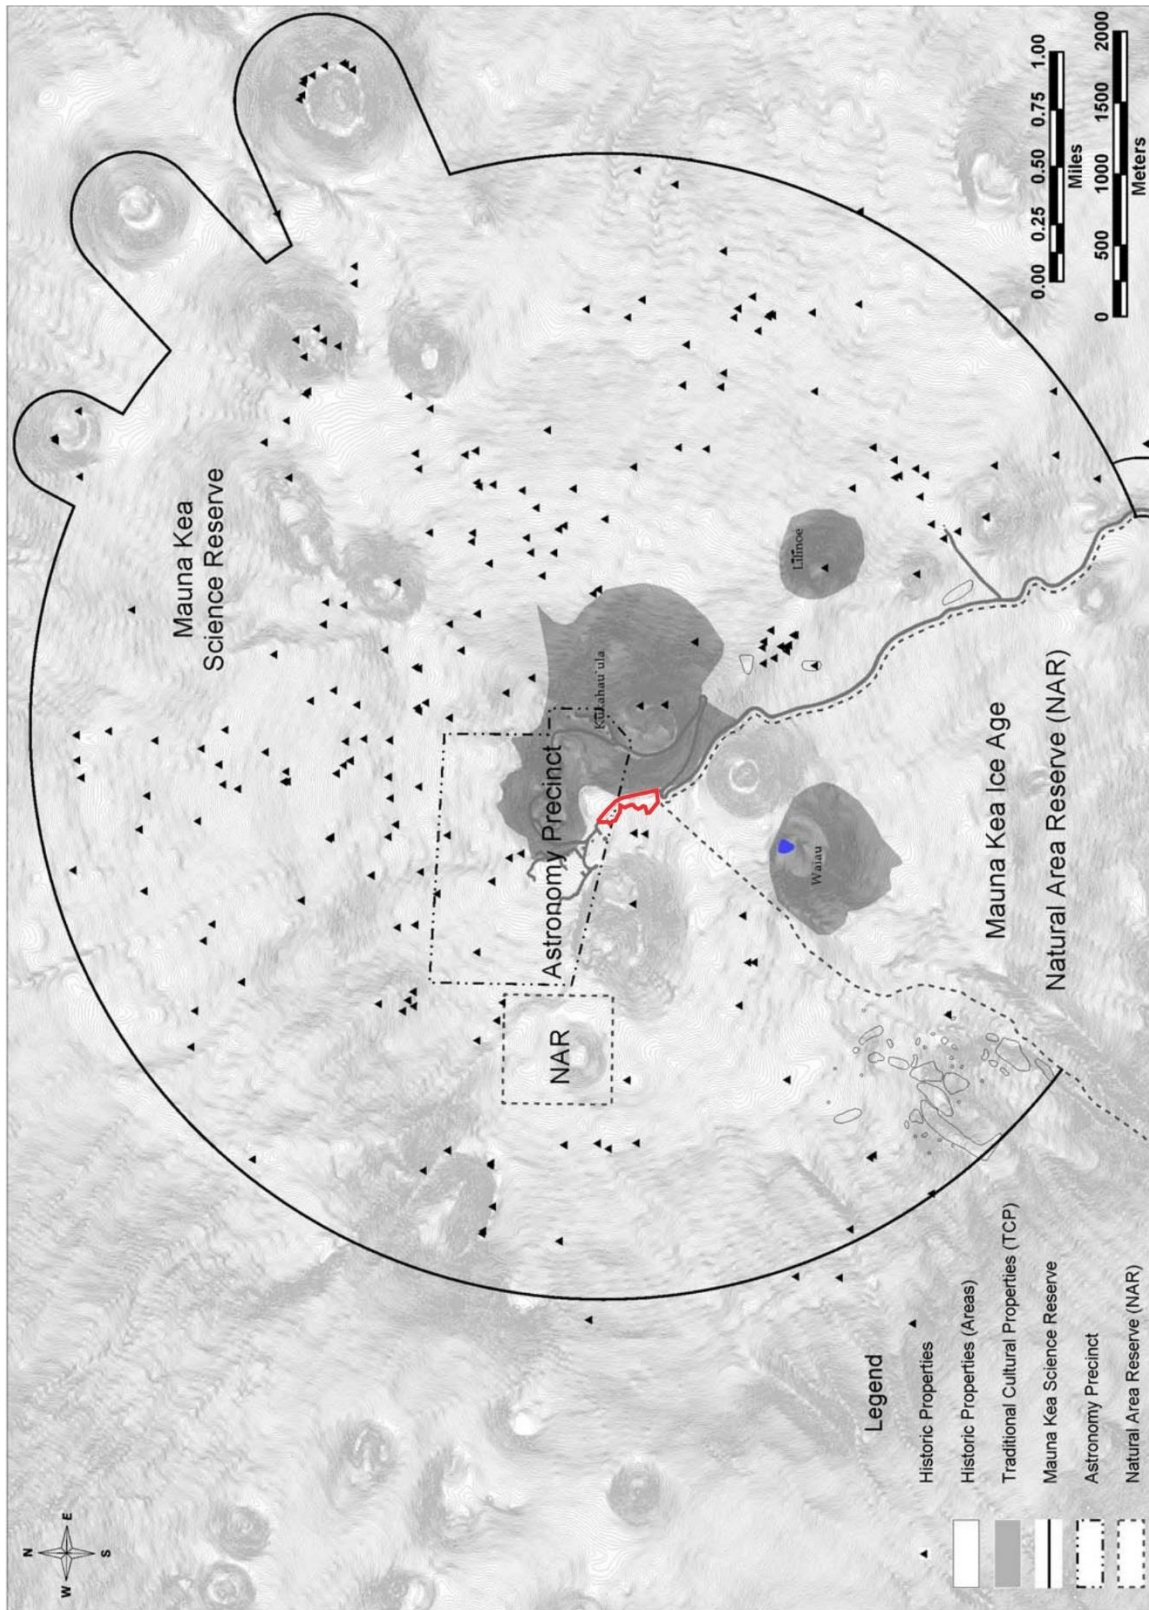 Mauna Kea
Science Reserve
Astronomy Precinct
Kūkahau'ula
Līlīnoe
Waiau
NAR
Mauna Kea Ice Age
Natural Area Reserve (NAR)
0.00 0.25 0.50 0.75 1.00
Miles
0 500 1000 1500 2000
Meters
N
W E
S
Legend
Historic Properties
Historic Properties (Areas)
Traditional Cultural Properties (TCP)
Mauna Kea Science Reserve
Astronomy Precinct
Natural Area Reserve (NAR)